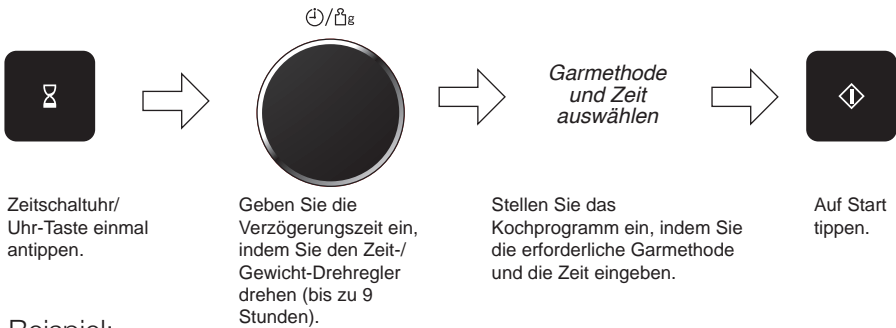 / g
Garmethode
und Zeit
auswählen
Zeitschaltuhr/
Uhr-Taste einmal
antippen.
Geben Sie die
Verzögerungszeit ein,
indem Sie den Zeit-/
Gewicht-Drehregler
drehen (bis zu 9
Stunden).
Stellen Sie das
Kochprogramm ein, indem Sie
die erforderliche Garmethode
und die Zeit eingeben.
Auf Start
tippen.
Beispiel: